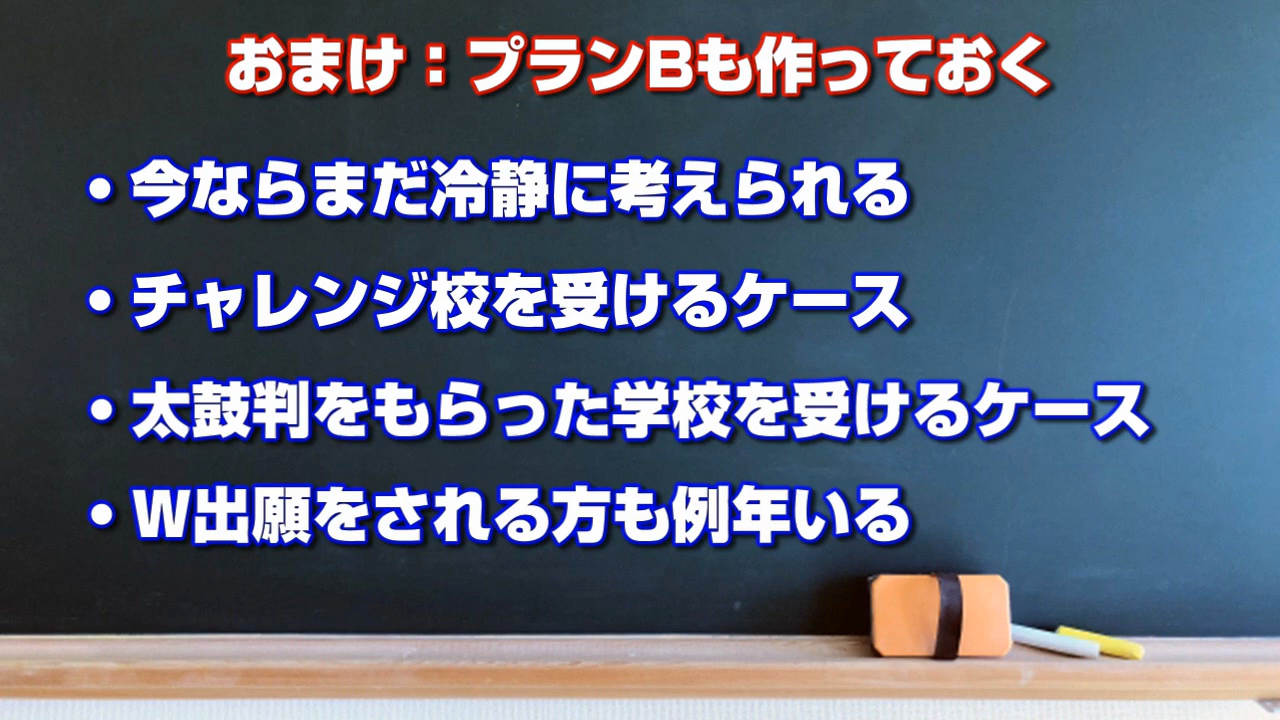 おまけ：プランBも作っておく
・今ならまだ冷静に考えられる
・チャレンジ校を受けるケース
・太鼓判をもらった学校を受けるケース
・W出願をされる方も例年いる